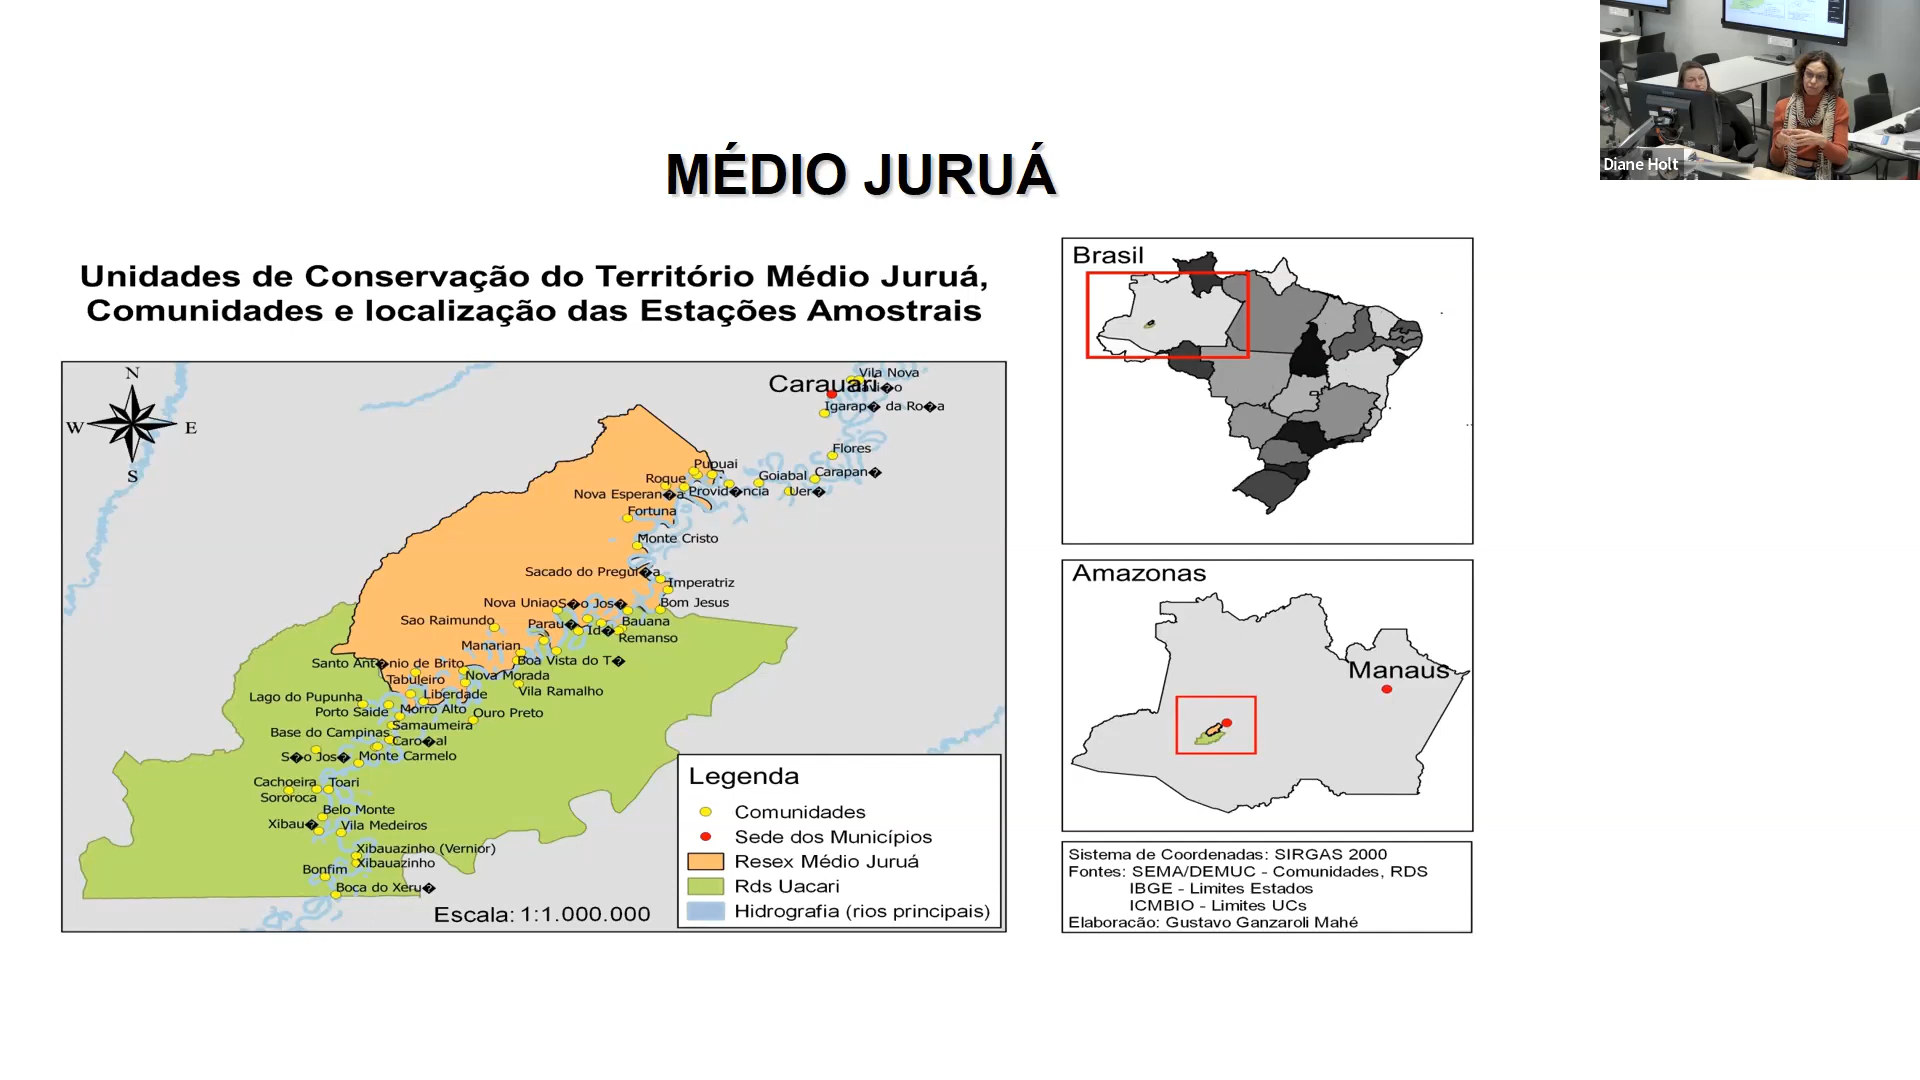 MÉDIO JURUÁ
Diane Holt
Unidades de Conservação do Território Médio Juruá,
Comunidades e localização das Estações Amostrais
N
W
E
S
Carauari
Vila Nova
Igarap� da Ro�a
Flores
Carapan�
Goiabal
Uer�
Pupuai
Roque
Provid�ncia
Nova Esperan�a
Fortuna
Monte Cristo
Sacado do Pregui�a
Imperatriz
Nova Uniao
S�o Jos�
Bom Jesus
Sao Raimundo
Parau�
Id�
Bauana
Remanso
Manarian
Boa Vista do T�
Santo Ant�nio de Brito
Tabuleiro
Nova Morada
Vila Ramalho
Lago do Pupunha
Liberdade
Porto Saide
Morro Alto
Ouro Preto
Samaumeira
Base do Campinas
Caro�al
S�o Jos�
Monte Carmelo
Cachoeira
Toari
Sororoca
Belo Monte
Xibau�
Vila Medeiros
Xibauazinho (Vernior)
Xibauazinho
Bonfim
Boca do Xeru�
Escala: 1:1.000.000
Legenda
Comunidades
Sede dos Municípios
Resex Médio Juruá
Rds Uacari
Hidrografia (rios principais)
Brasil
Amazonas
Manaus
Sistema de Coordenadas: SIRGAS 2000
Fontes: SEMA/DEMUC - Comunidades, RDS
IBGE - Limites Estados
ICMBIO - Limites UCs
Elaboracão: Gustavo Ganzaroli Mahé